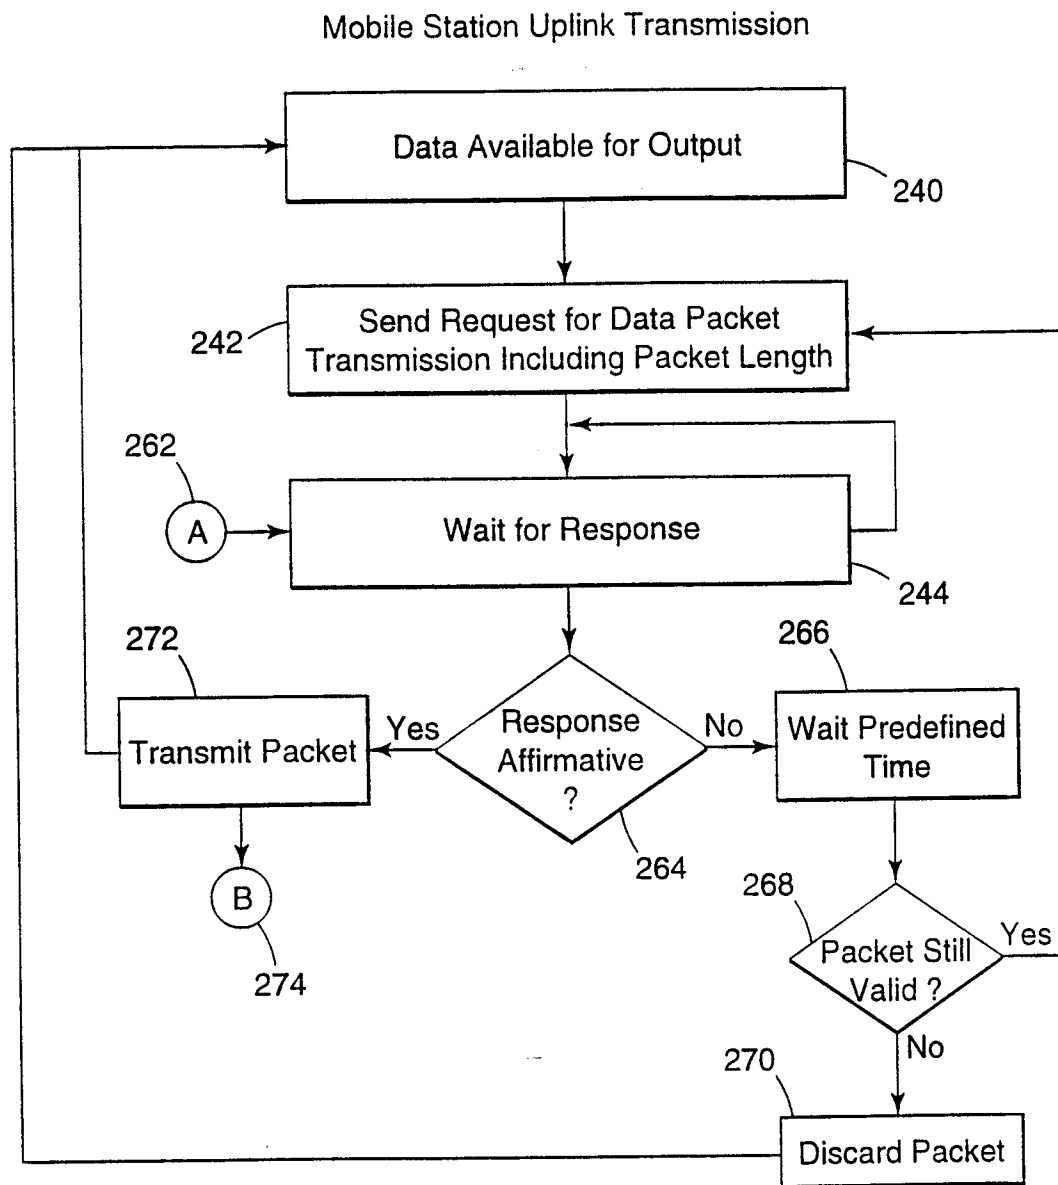 Mobile Station Uplink Transmission
Data Available for Output
240
242
Send Request for Data Packet
Transmission Including Packet Length
262
A
Wait for Response
244
272
266
Transmit Packet
Yes
Response
Affirmative
?
No
Wait Predefined
Time
264
B
274
268
Packet Still
Valid ?
Yes
No
270
Discard Packet